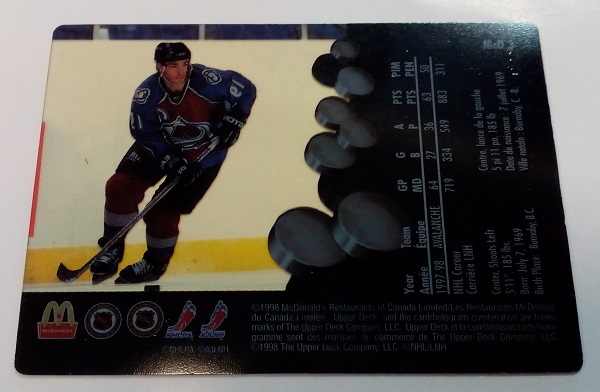 McD 3
Year Team GP G A PTS PIM
Année Équipe MD B P PTS PEN
1997-98 AVALANCHE 64 27 36 63 50
NHL Career
Carrière LNH 719 334 549 883 311
Center, Shoots Left
5'11" - 185 lbs.
Born: July 7, 1969
Birth Place : Burnaby, B.C.
Centre, lance de la gauche
5 pi 11 po, 185 lb
Date de naissance : 7 juillet 1969
Ville natale : Burnaby, C.-B.
©1998 McDonald's Restaurants of Canada Limited/Les Restaurants McDonald
du Canada Limitée. Upper Deck and the card/hologram combination are trade-
marks of The Upper Deck Company, LLC. Upper Deck et la combinaison carte/holo-
gramme sont des marques de commerce de The Upper Deck Company, LLC.
©1998 The Upper Deck Company, LLC. ©NHL/LNH